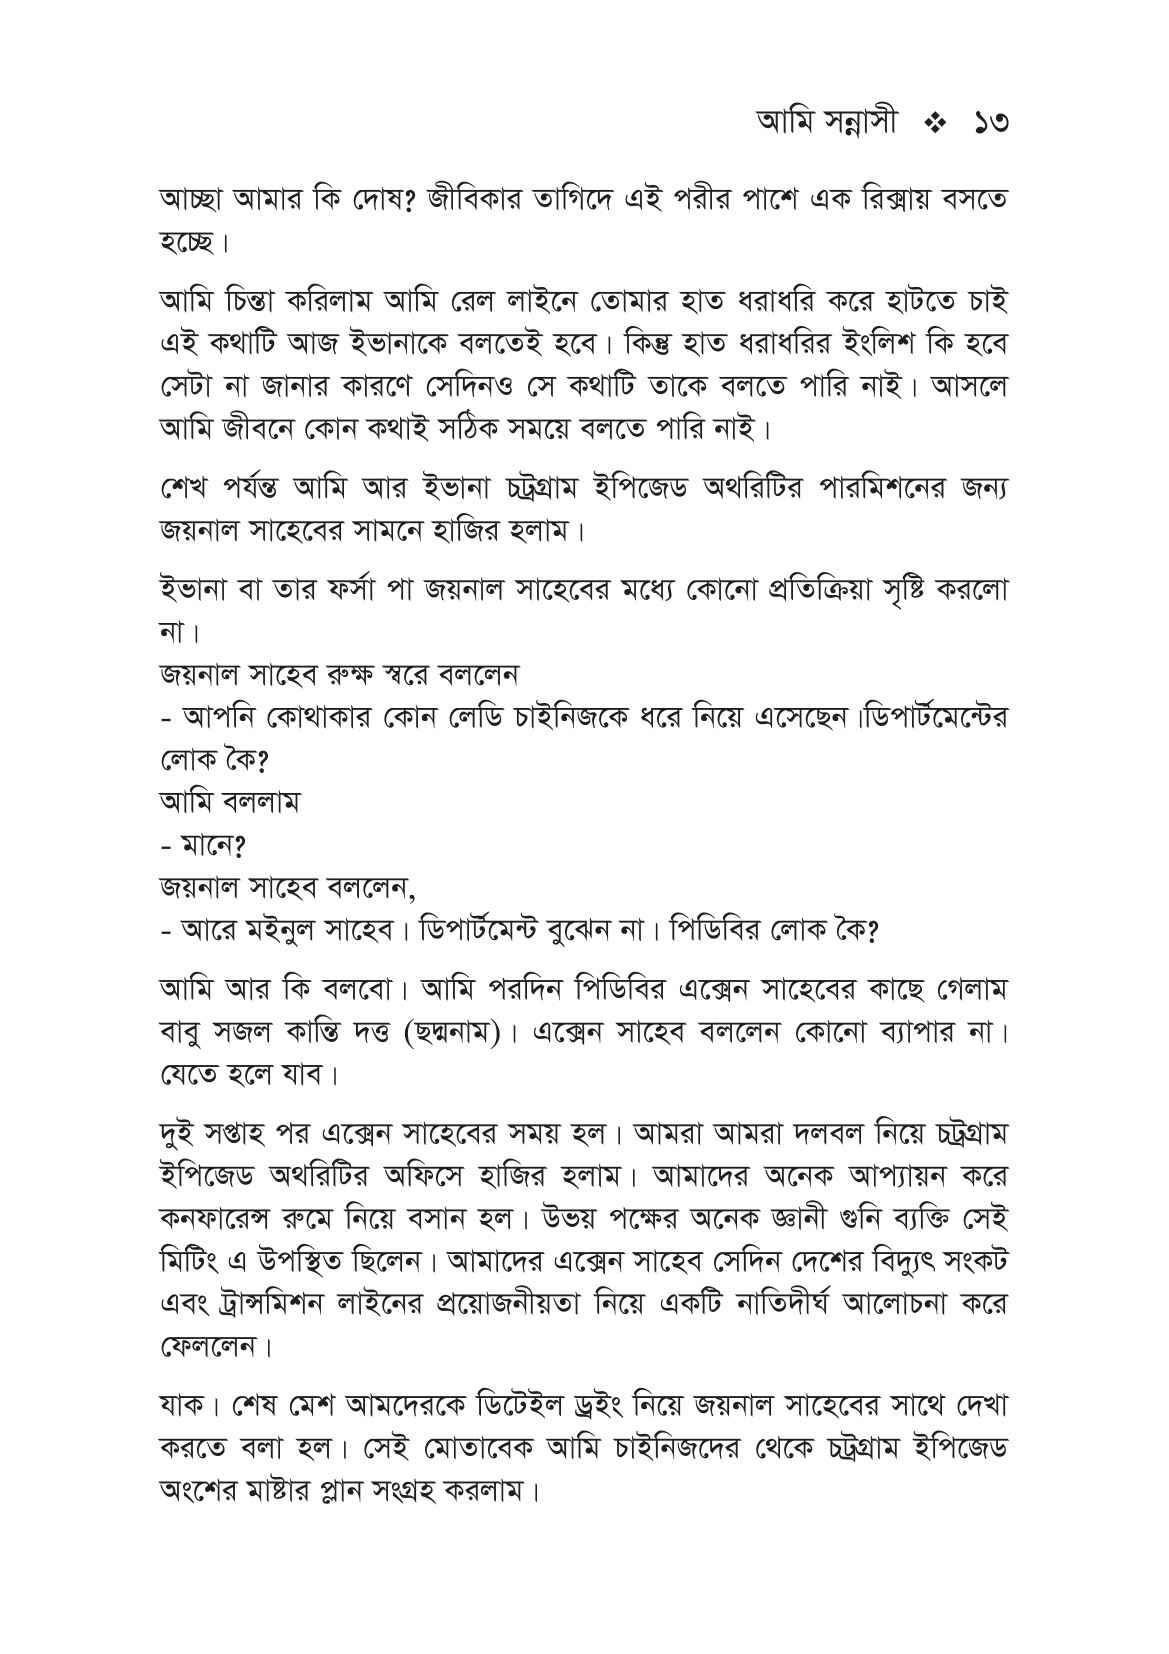 আমি সন্নাসী ❖ ১৩
আচ্ছা আমার কি দোষ? জীবিকার তাগিদে এই পরীর পাশে এক রিক্সায় বসতে
হচ্ছে।
আমি চিন্তা করিলাম আমি রেল লাইনে তোমার হাত ধরাধরি করে হাটতে চাই
এই কথাটি আজ ইভানাকে বলতেই হবে। কিন্তু হাত ধরাধরির ইংলিশ কি হবে
সেটা না জানার কারণে সেদিনও সে কথাটি তাকে বলতে পারি নাই। আসলে
আমি জীবনে কোন কথাই সঠিক সময়ে বলতে পারি নাই।
শেখ পর্যন্ত আমি আর ইভানা চট্রগ্রাম ইপিজেড অথরিটির পারমিশনের জন্য
জয়নাল সাহেবের সামনে হাজির হলাম।
ইভানা বা তার ফর্সা পা জয়নাল সাহেবের মধ্যে কোনো প্রতিক্রিয়া সৃষ্টি করলো
না।
জয়নাল সাহেব রুক্ষ স্বরে বললেন
- আপনি কোথাকার কোন লেডি চাইনিজকে ধরে নিয়ে এসেছেন।ডিপার্টমেন্টের
লোক কৈ?
আমি বললাম
- মানে?
জয়নাল সাহেব বললেন,
- আরে মইনুল সাহেব। ডিপার্টমেন্ট বুঝেন না। পিডিবির লোক কৈ?
আমি আর কি বলবো। আমি পরদিন পিডিবির এক্সেন সাহেবের কাছে গেলাম
বাবু সজল কান্তি দত্ত (ছদ্মনাম)। এক্সেন সাহেব বললেন কোনো ব্যাপার না।
যেতে হলে যাব।
দুই সপ্তাহ পর এক্সেন সাহেবের সময় হল। আমরা আমরা দলবল নিয়ে চট্রগ্রাম
ইপিজেড অথরিটির অফিসে হাজির হলাম। আমাদের অনেক আপ্যায়ন করে
কনফারেন্স রুমে নিয়ে বসান হল। উভয় পক্ষের অনেক জ্ঞানী গুনি ব্যক্তি সেই
মিটিং এ উপস্থিত ছিলেন। আমাদের এক্সেন সাহেব সেদিন দেশের বিদ্যুৎ সংকট
এবং ট্রান্সমিশন লাইনের প্রয়োজনীয়তা নিয়ে একটি নাতিদীর্ঘ আলোচনা করে
ফেললেন।
যাক। শেষ মেশ আমদেরকে ডিটেইল ড্রইং নিয়ে জয়নাল সাহেবের সাথে দেখা
করতে বলা হল। সেই মোতাবেক আমি চাইনিজদের থেকে চট্রগ্রাম ইপিজেড
অংশের মাষ্টার প্লান সংগ্রহ করলাম।